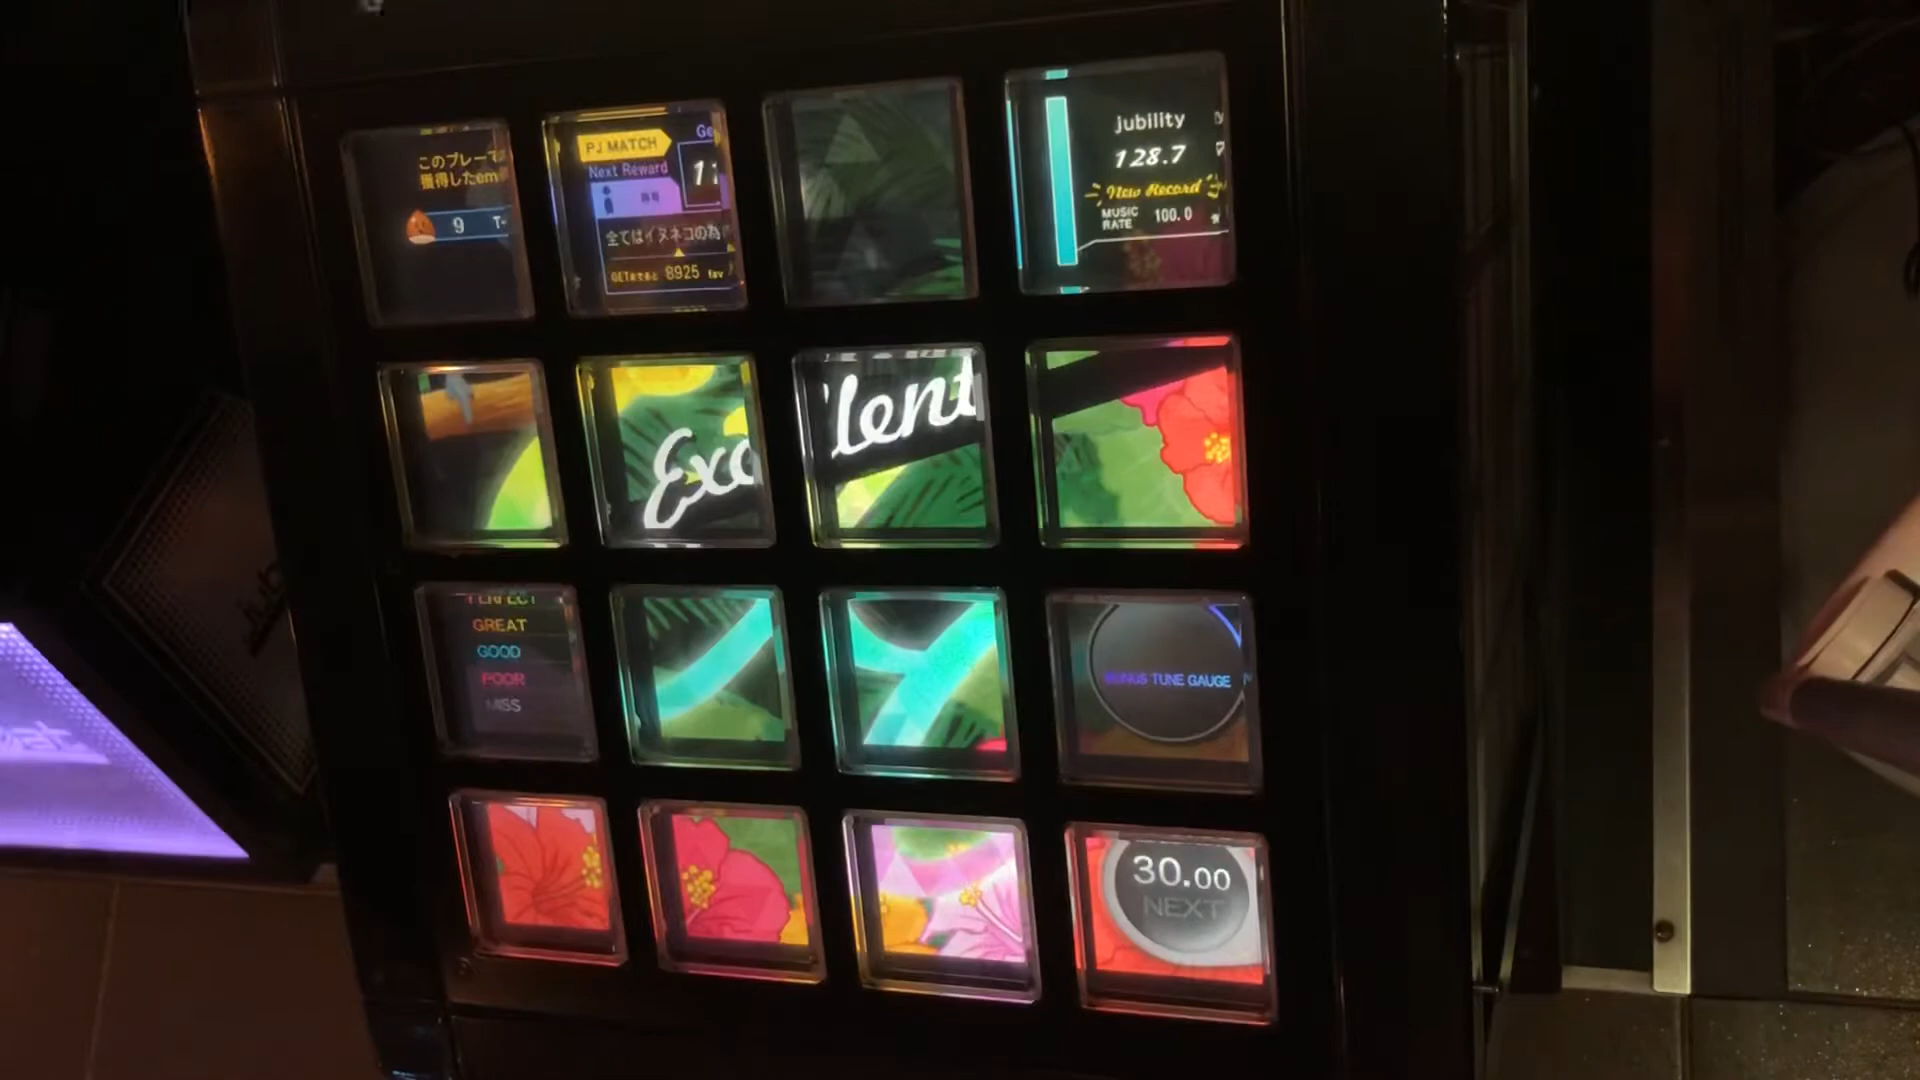 このプレーで
獲得したem
9
PJ MATCH
Next Reward
全てはイヌネコの為
8925
jubility
128.7
New Record
MUSIC
RATE
100.0
Exc
llent
PERFECT
GREAT
GOOD
POOR
MISS
BONUS TUNE GAUGE
30.00
NEXT